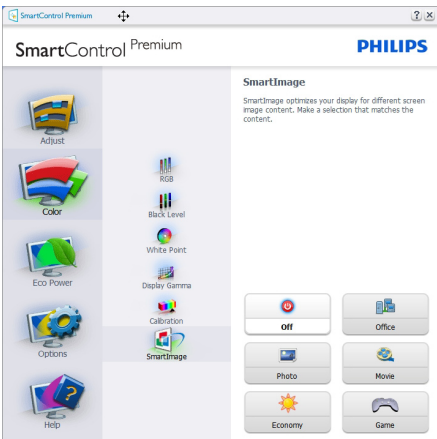 SmartControl Premium
? X
SmartControl Premium
PHILIPS
Adjust
Color
Eco Power
Options
Help
RGB
Black Level
White Point
Display Gamma
Calibration
SmartImage
SmartImage
SmartImage optimizes your display for different screen
image content. Make a selection that matches the
content.
Off
Office
Photo
Movie
Economy
Game